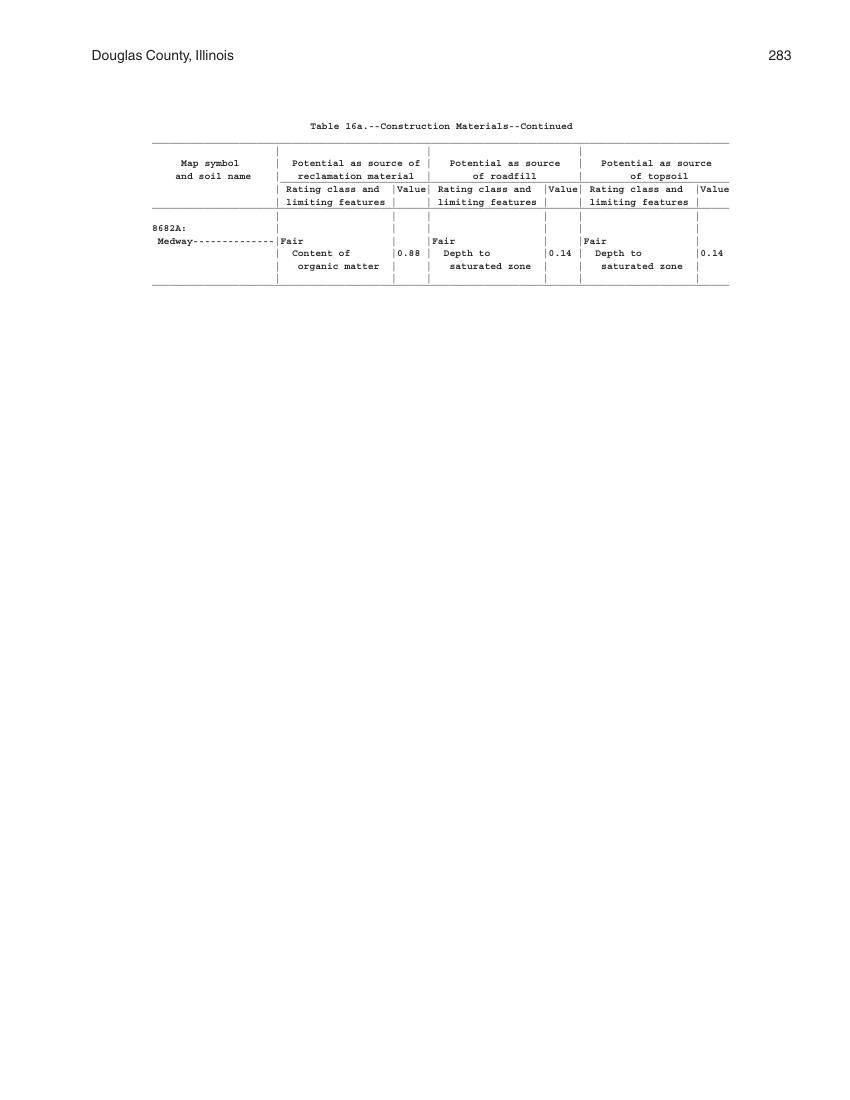 Douglas County, Illinois 283
Table 16a.--Construction Materials--Continued
Map symbol | Potential as source of | Potential as source | Potential as source
and soil name | reclamation material | of roadfill | of topsoil
Rating class and |Value| Rating class and |Value| Rating class and |Value
limiting features | | limiting features | | limiting features |
8682A:
Medway-------------|Fair | |Fair | |Fair |
Content of |0.88 | Depth to |0.14 | Depth to |0.14
organic matter | | saturated zone | | saturated zone |